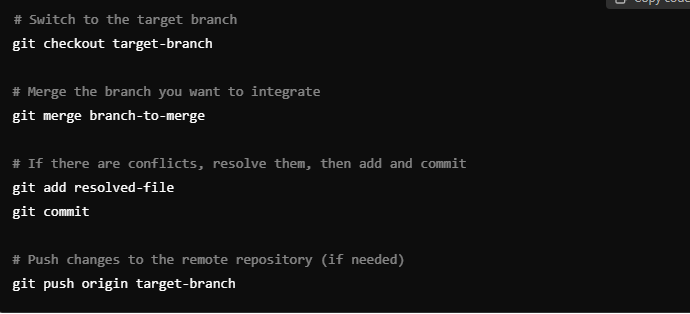 Copy code
# Switch to the target branch
git checkout target-branch
# Merge the branch you want to integrate
git merge branch-to-merge
# If there are conflicts, resolve them, then add and commit
git add resolved-file
git commit
# Push changes to the remote repository (if needed)
git push origin target-branch